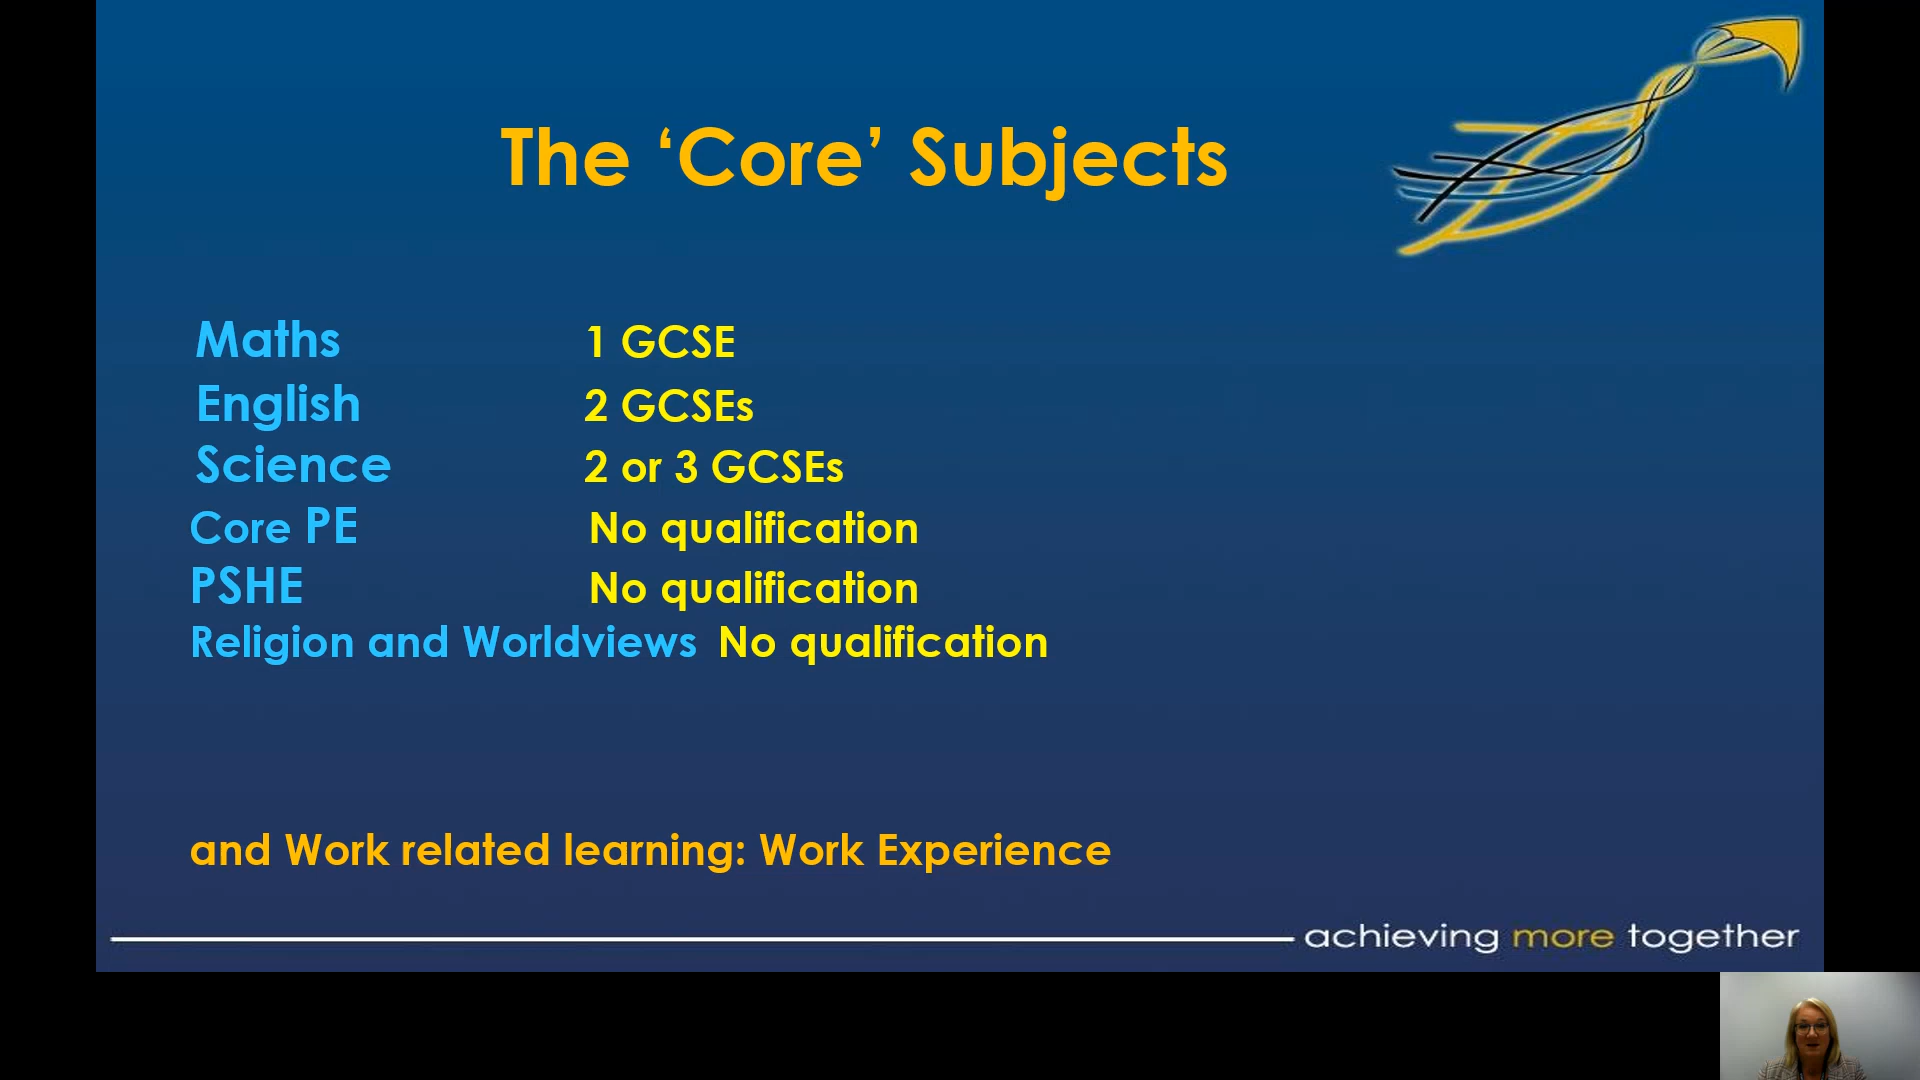 The ‘Core’ Subjects
Maths 1 GCSE
English 2 GCSEs
Science 2 or 3 GCSEs
Core PE No qualification
PSHE No qualification
Religion and Worldviews No qualification
and Work related learning: Work Experience
achieving more together